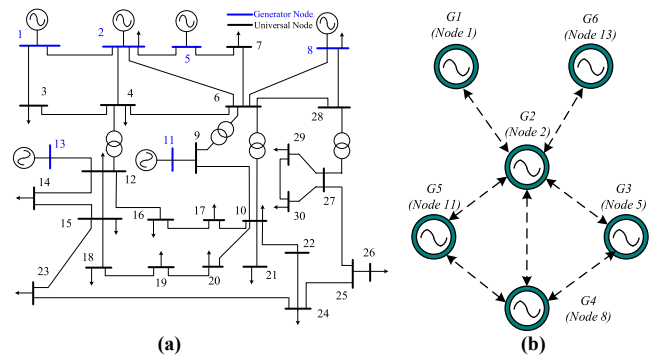 Generator Node
Universal Node
1
2
5
7
8
3
4
6
28
13
11
9
29
12
14
27
30
16
17
10
15
22
26
18
19
20
21
25
23
24
(a)
G1
(Node 1)
G6
(Node 13)
G2
(Node 2)
G5
(Node 11)
G3
(Node 5)
G4
(Node 8)
(b)